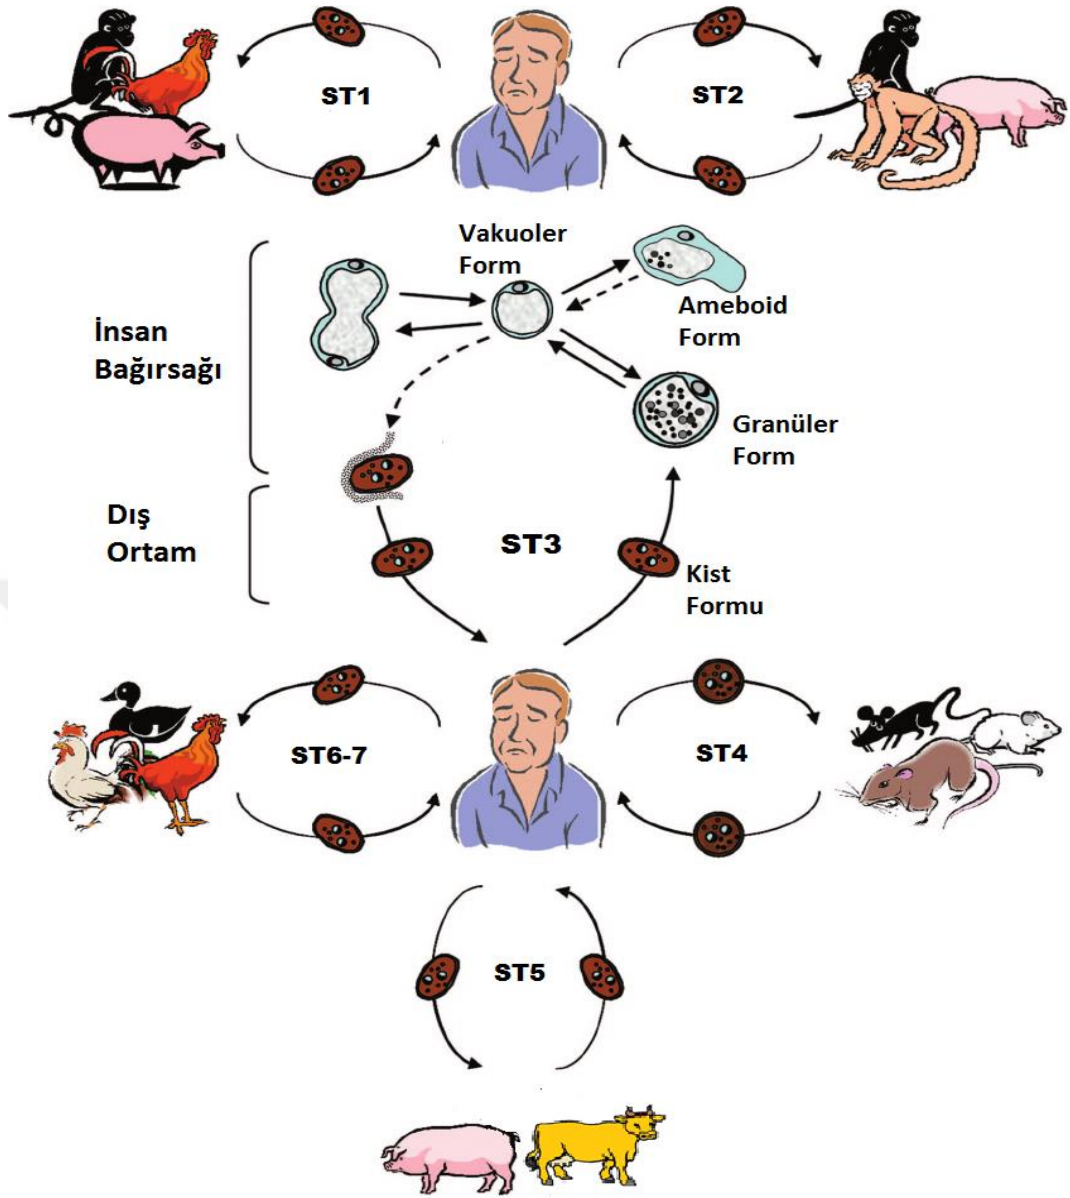 ST1
ST2
Vakuoler
Form
Ameboid
Form
İnsan
Bağırsağı
Granüler
Form
Dış
Ortam
ST3
Kist
Formu
ST6-7
ST4
ST5